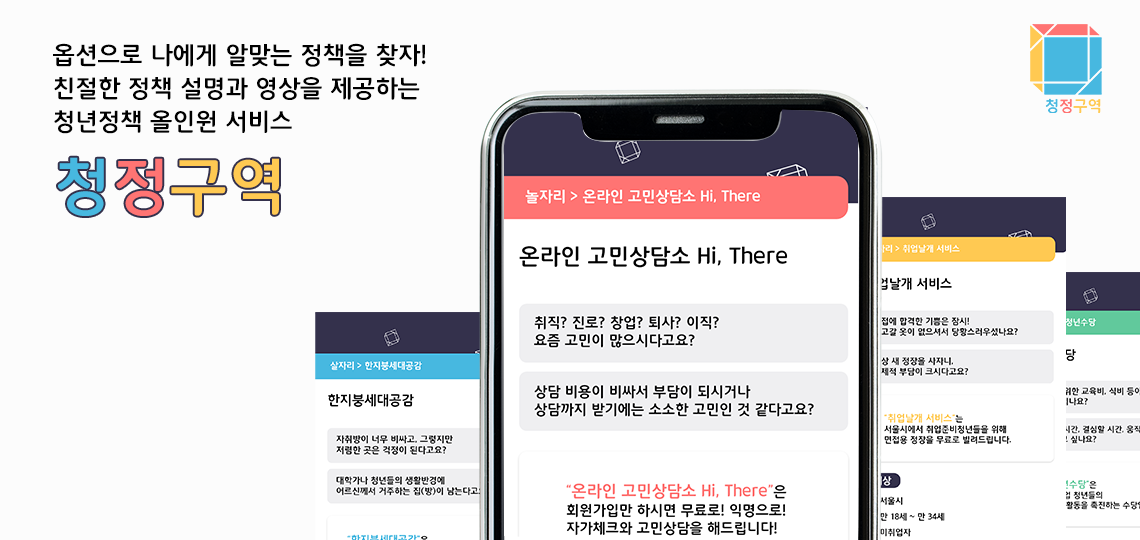 옵션으로 나에게 알맞는 정책을 찾자!
친절한 정책 설명과 영상을 제공하는
청년정책 올인원 서비스
청정구역
청정구역
살자리 > 한지붕세대공감
한지붕세대공감
자취방이 너무 비싸고, 그렇지만
저렴한 곳은 걱정이 된다고요?
대학가나 청년들의 생활반경에
어르신께서 거주하는 집(방)이 남는다고
"한지붕세대공감"은
놀자리 > 온라인 고민상담소 Hi, There
온라인 고민상담소 Hi, There
취직? 진로? 창업? 퇴사? 이직?
요즘 고민이 많으시다고요?
상담 비용이 비싸서 부담이 되시거나
상담까지 받기에는 소소한 고민인 것 같다고요?
“온라인 고민상담소 Hi, There”은
회원가입만 하시면 무료로! 익명으로!
자가체크와 고민상담을 해드립니다!
자리 > 취업날개 서비스
업날개 서비스
접에 합격한 기쁨은 잠시!
고갈 옷이 없으셔서 당황스러우셨나요?
상 새 정장을 사자니,
제적 부담이 크시다고요?
“취업날개 서비스”는
서울시에서 취업준비청년들을 위해
면접용 정장을 무료로 빌려드립니다.
상
서울시
만 18세 ~ 만 34세
미취업자
청년수당
당
위한 교육비, 식비 등이
시간, 결심할 시간, 움직
싶나요?
년수당”은
업 청년들의
활동을 촉진하는 수당입